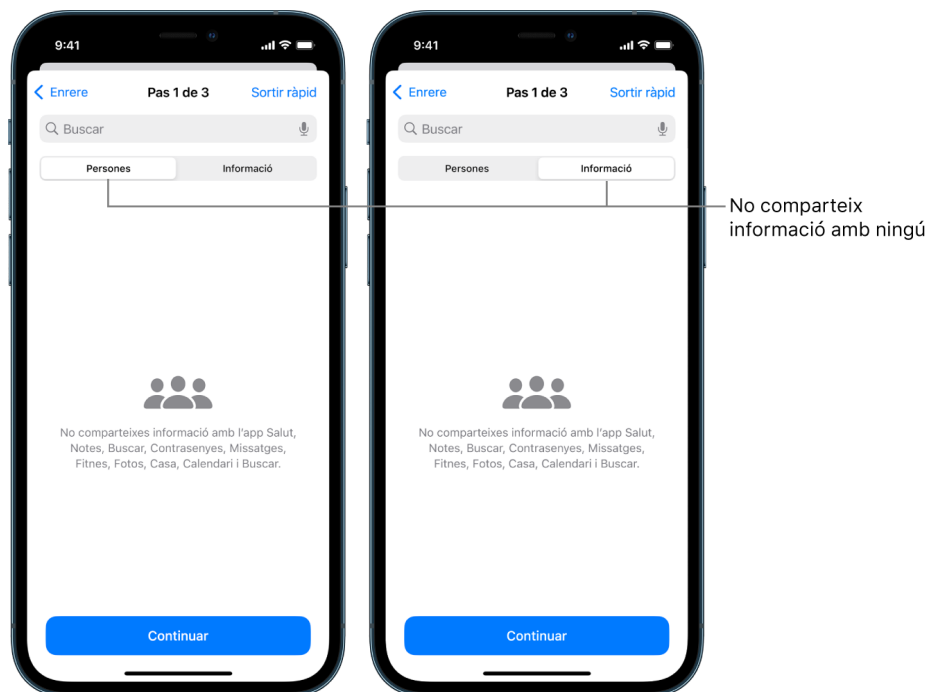 9:41
Enrere
Pas 1 de 3
Sortir ràpid
Buscar
Persones
Informació
No comparteixes informació amb l'app Salut,
Notes, Buscar, Contrasenyes, Missatges,
Fitnes, Fotos, Casa, Calendari i Buscar.
Continuar
9:41
Enrere
Pas 1 de 3
Sortir ràpid
Buscar
Persones
Informació
No comparteixes informació amb l'app Salut,
Notes, Buscar, Contrasenyes, Missatges,
Fitnes, Fotos, Casa, Calendari i Buscar.
Continuar
No comparteix
informació amb ningú